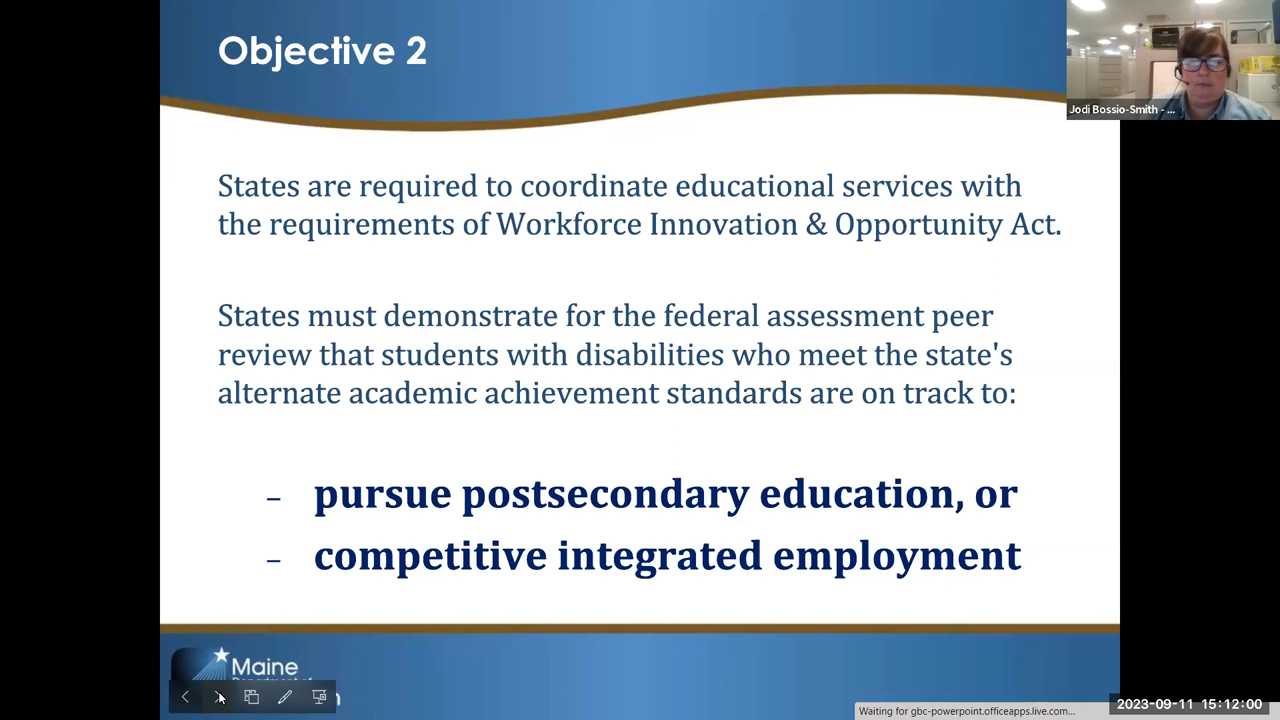 Objective 2
Jodi Bossio-Smith - ...
States are required to coordinate educational services with
the requirements of Workforce Innovation & Opportunity Act.
States must demonstrate for the federal assessment peer
review that students with disabilities who meet the state's
alternate academic achievement standards are on track to:
– pursue postsecondary education, or
– competitive integrated employment
Maine
Waiting for gbc-powerpoint.officeapps.live.com...
2023-09-11 15:12:00